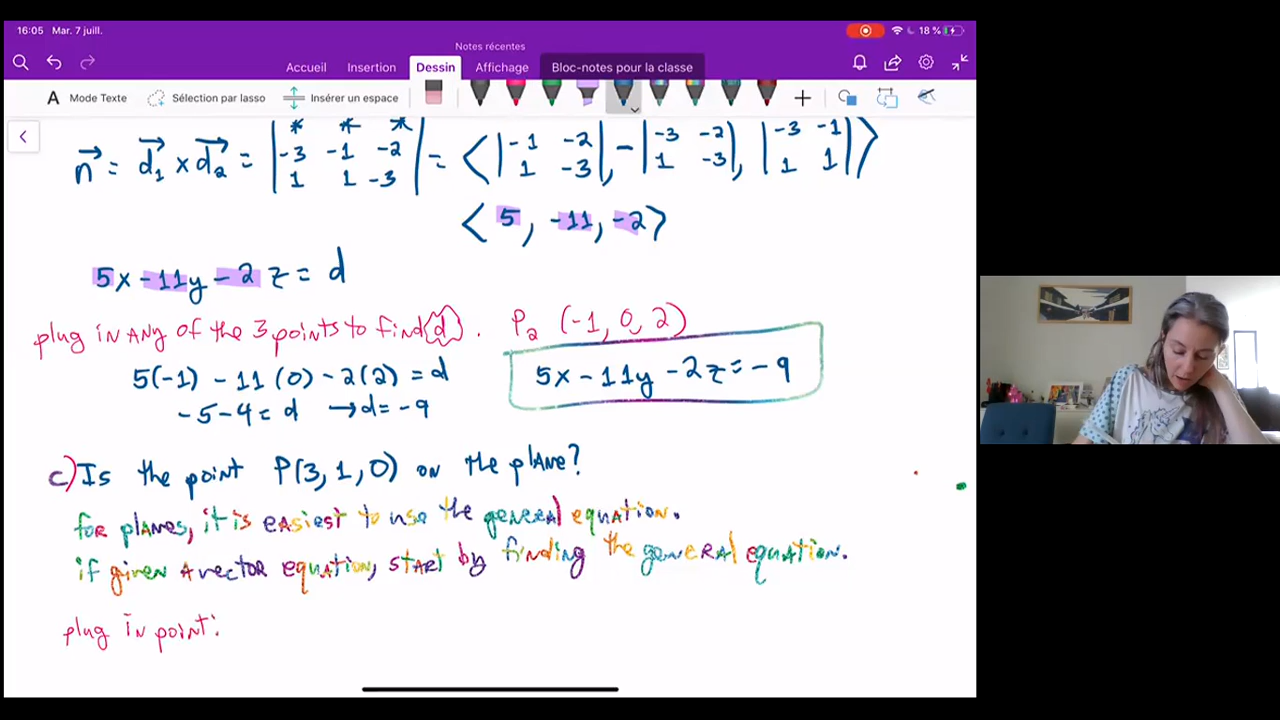 16:05 Mar. 7 juill. 18 %
Notes récentes
Accueil Insertion Dessin Affichage Bloc-notes pour la classe
A Mode Texte Sélection par lasso Insérer un espace
* * *
n⃗ = d⃗₁ × d⃗₂ = | -3 -1 -2 | = ⟨ | -1 -2 |, - | -3 -2 |, | -3 -1 | ⟩
| 1 1 -3 | | 1 -3 | | 1 -3 | | 1 1 |
⟨ 5, -11, -2 ⟩
5x - 11y - 2z = d
plug in ANY of the 3 points to find d. P₂ (-1, 0, 2)
5(-1) - 11(0) - 2(2) = d 5x - 11y - 2z = -9
-5 - 4 = d → d = -9
c) Is the point P(3, 1, 0) on the plane?
for planes, it is easiest to use the general equation.
if given a vector equation, start by finding the general equation.
plug in point: